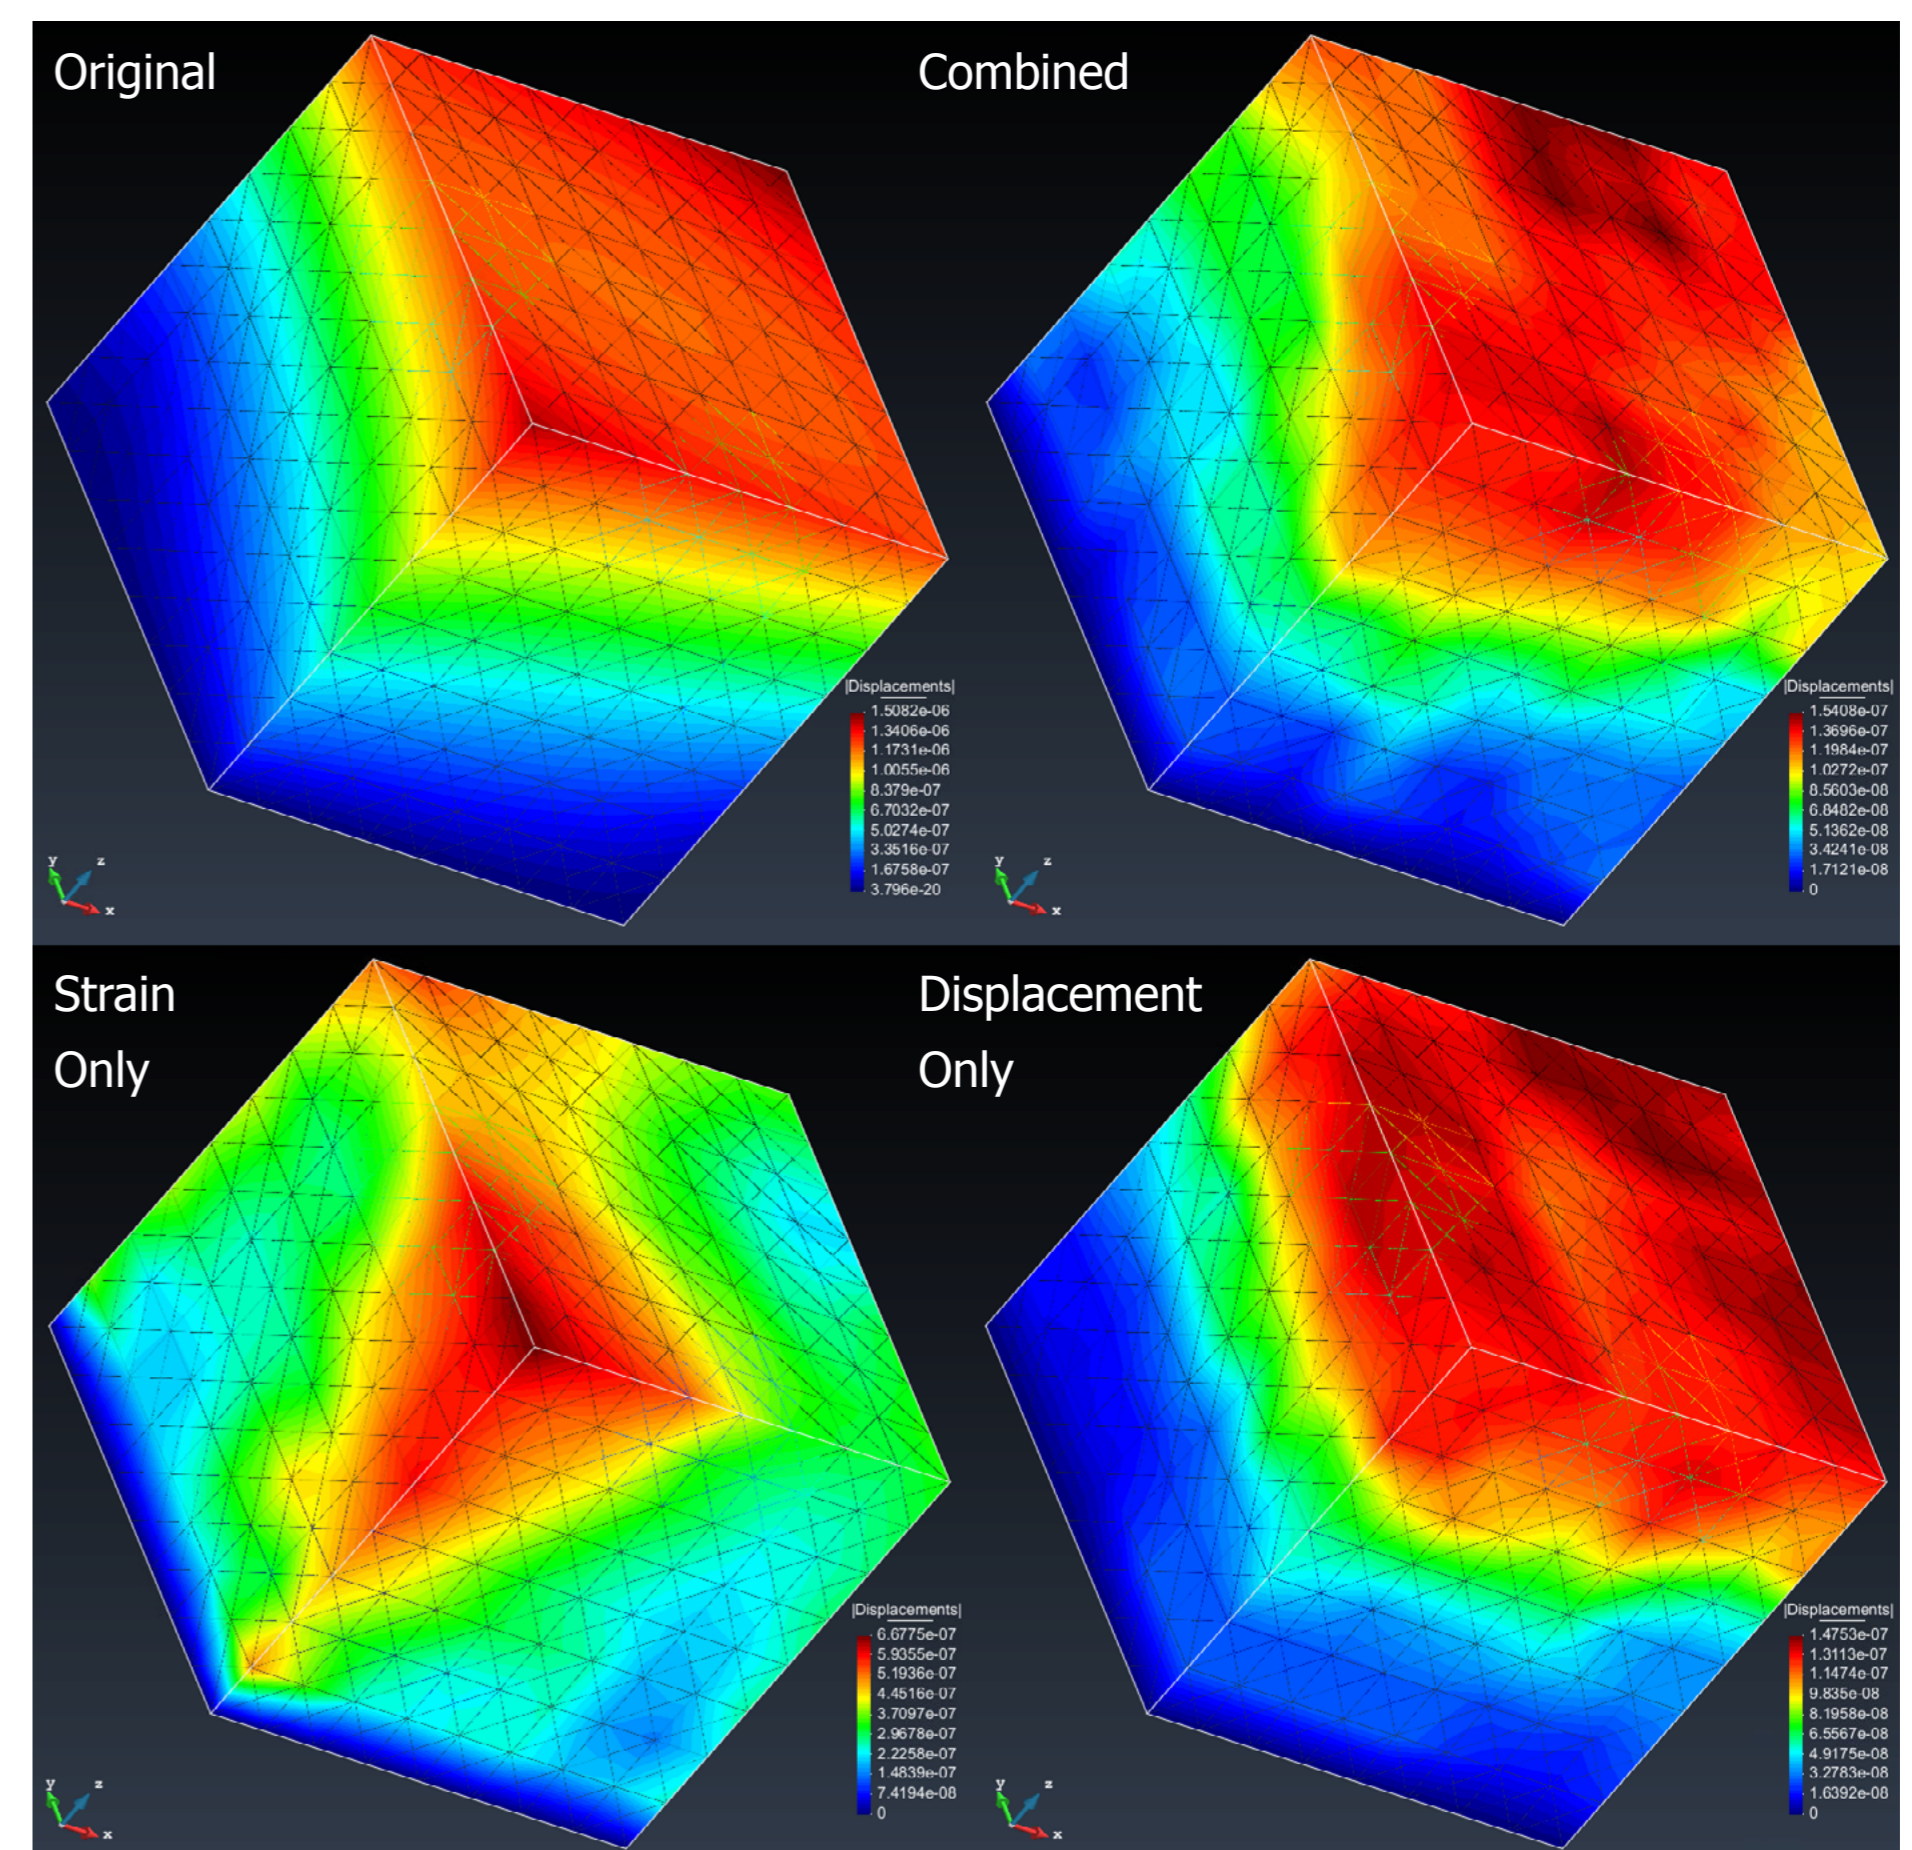 Original
|Displacements|
1.5082e-06
1.3406e-06
1.1731e-06
1.0055e-06
8.379e-07
6.7032e-07
5.0274e-07
3.3516e-07
1.6758e-07
3.796e-20
y z
x
Combined
|Displacements|
1.5408e-07
1.3696e-07
1.1984e-07
1.0272e-07
8.5603e-08
6.8482e-08
5.1362e-08
3.4241e-08
1.7121e-08
0
y z
x
Strain
Only
|Displacements|
6.6775e-07
5.9355e-07
5.1936e-07
4.4516e-07
3.7097e-07
2.9678e-07
2.2258e-07
1.4839e-07
7.4194e-08
0
y z
x
Displacement
Only
|Displacements|
1.4753e-07
1.3113e-07
1.1474e-07
9.835e-08
8.1958e-08
6.5567e-08
4.9175e-08
3.2783e-08
1.6392e-08
0
y z
x